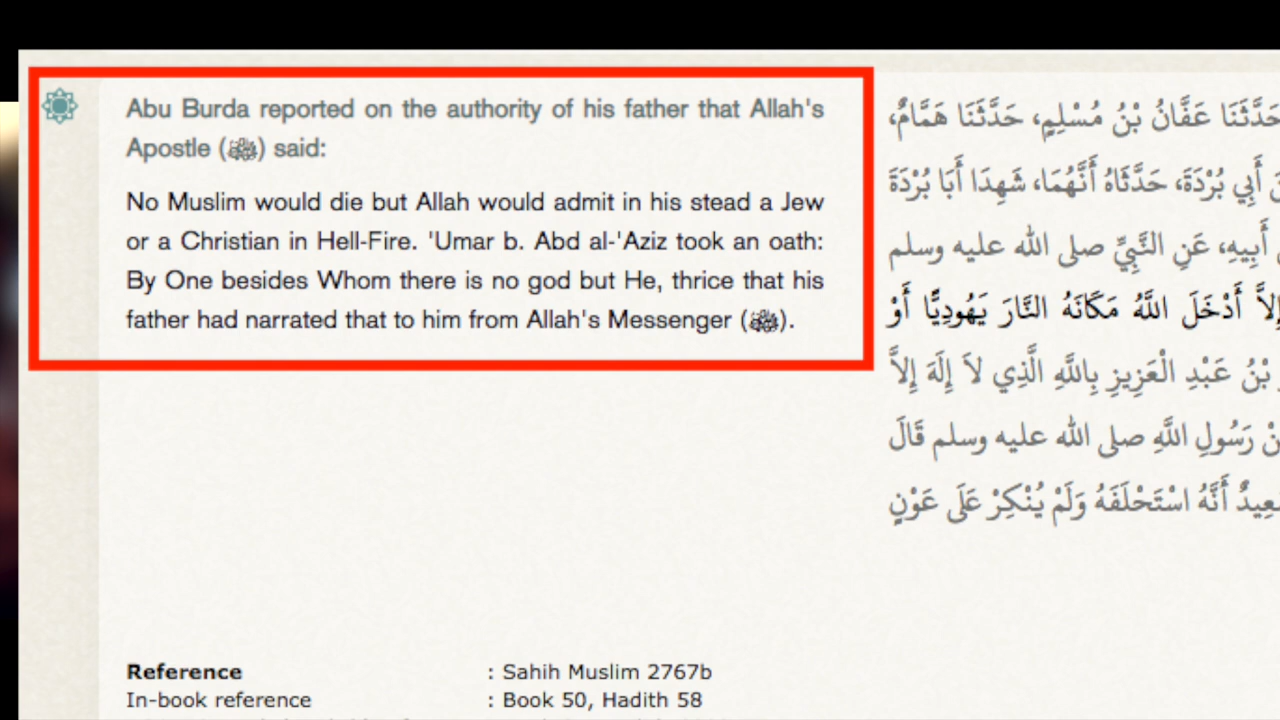 Abu Burda reported on the authority of his father that Allah's
Apostle (ﷺ) said:
No Muslim would die but Allah would admit in his stead a Jew
or a Christian in Hell-Fire. 'Umar b. Abd al-'Aziz took an oath:
By One besides Whom there is no god but He, thrice that his
father had narrated that to him from Allah's Messenger (ﷺ).
حَدَّثَنَا عَفَّانُ بْنُ مُسْلِمٍ، حَدَّثَنَا هَمَّامٌ،
أَبِي بُرْدَةَ، حَدَّثَاهُ أَنَّهُمَا، شَهِدَا أَبَا بُرْدَةَ
أَبِيهِ، عَنِ النَّبِيِّ صلى الله عليه وسلم
إِلاَّ أَدْخَلَ اللَّهُ مَكَانَهُ النَّارَ يَهُودِيًّا أَوْ
بْنُ عَبْدِ الْعَزِيزِ بِاللَّهِ الَّذِي لاَ إِلَهَ إِلاَّ
رَسُولِ اللَّهِ صلى الله عليه وسلم قَالَ
أَنَّهُ اسْتَحْلَفَهُ وَلَمْ يُنْكِرْ عَلَى عَوْنٍ
Reference : Sahih Muslim 2767b
In-book reference : Book 50, Hadith 58